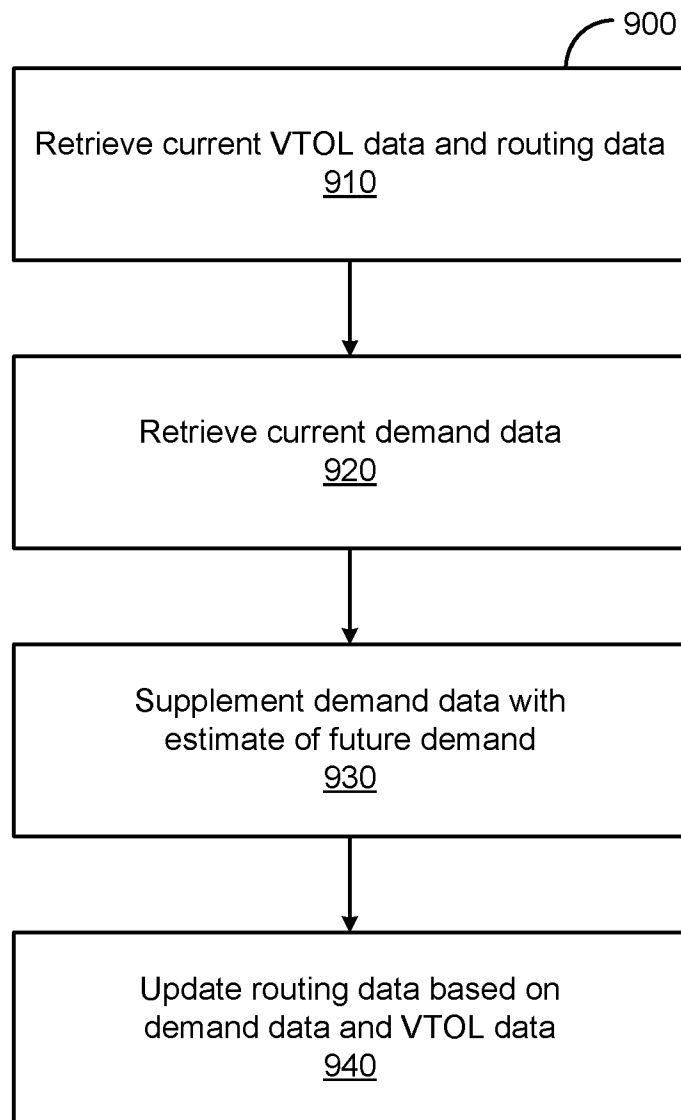 900
Retrieve current VTOL data and routing data
910
Retrieve current demand data
920
Supplement demand data with
estimate of future demand
930
Update routing data based on
demand data and VTOL data
940